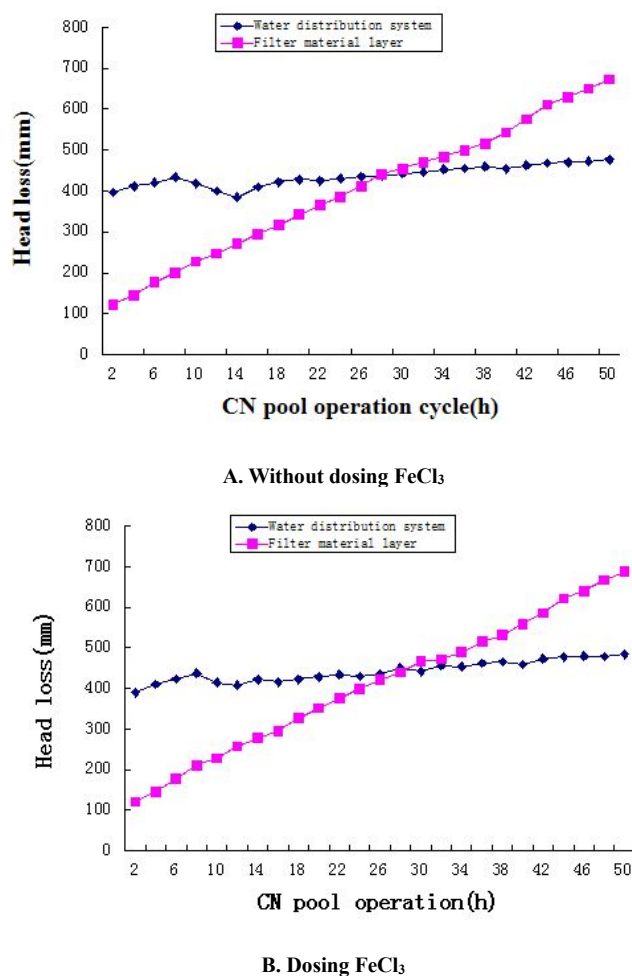 Water distribution system
Filter material layer
800
700
600
500
400
300
200
100
0
Head loss(mm)
2 6 10 14 18 22 26 30 34 38 42 46 50
CN pool operation cycle(h)
A. Without dosing FeCl₃
Water distribution system
Filter material layer
800
700
600
500
400
300
200
100
0
Head loss(mm)
2 6 10 14 18 22 26 30 34 38 42 46 50
CN pool operation(h)
B. Dosing FeCl₃